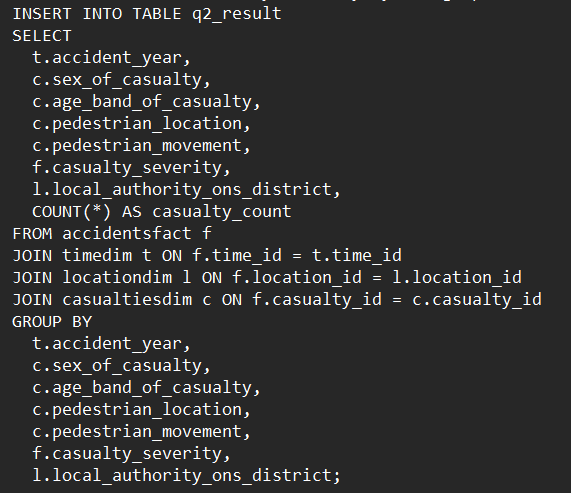 INSERT INTO TABLE q2_result
SELECT
  t.accident_year,
  c.sex_of_casualty,
  c.age_band_of_casualty,
  c.pedestrian_location,
  c.pedestrian_movement,
  f.casualty_severity,
  l.local_authority_ons_district,
  COUNT(*) AS casualty_count
FROM accidentsfact f
JOIN timedim t ON f.time_id = t.time_id
JOIN locationdim l ON f.location_id = l.location_id
JOIN casualtiesdim c ON f.casualty_id = c.casualty_id
GROUP BY
  t.accident_year,
  c.sex_of_casualty,
  c.age_band_of_casualty,
  c.pedestrian_location,
  c.pedestrian_movement,
  f.casualty_severity,
  l.local_authority_ons_district;